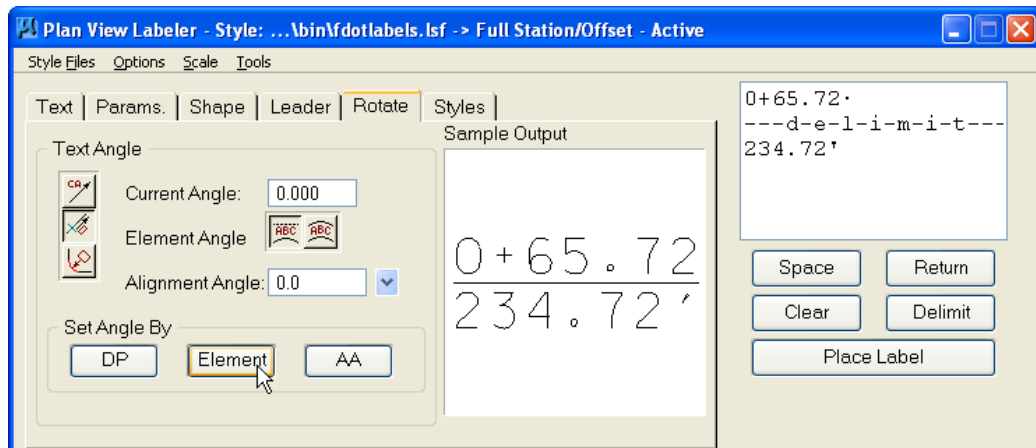 Plan View Labeler - Style: ...\bin\fdotlabels.lsf -> Full Station/Offset - Active
Style Files Options Scale Tools
Text Params. Shape Leader Rotate Styles
Text Angle
CA
Current Angle: 0.000
Element Angle ABC ABC
Alignment Angle: 0.0
Set Angle By
DP Element AA
Sample Output
0+65.72
234.72'
0+65.72·
---d-e-l-i-m-i-t---
234.72'
Space Return
Clear Delimit
Place Label